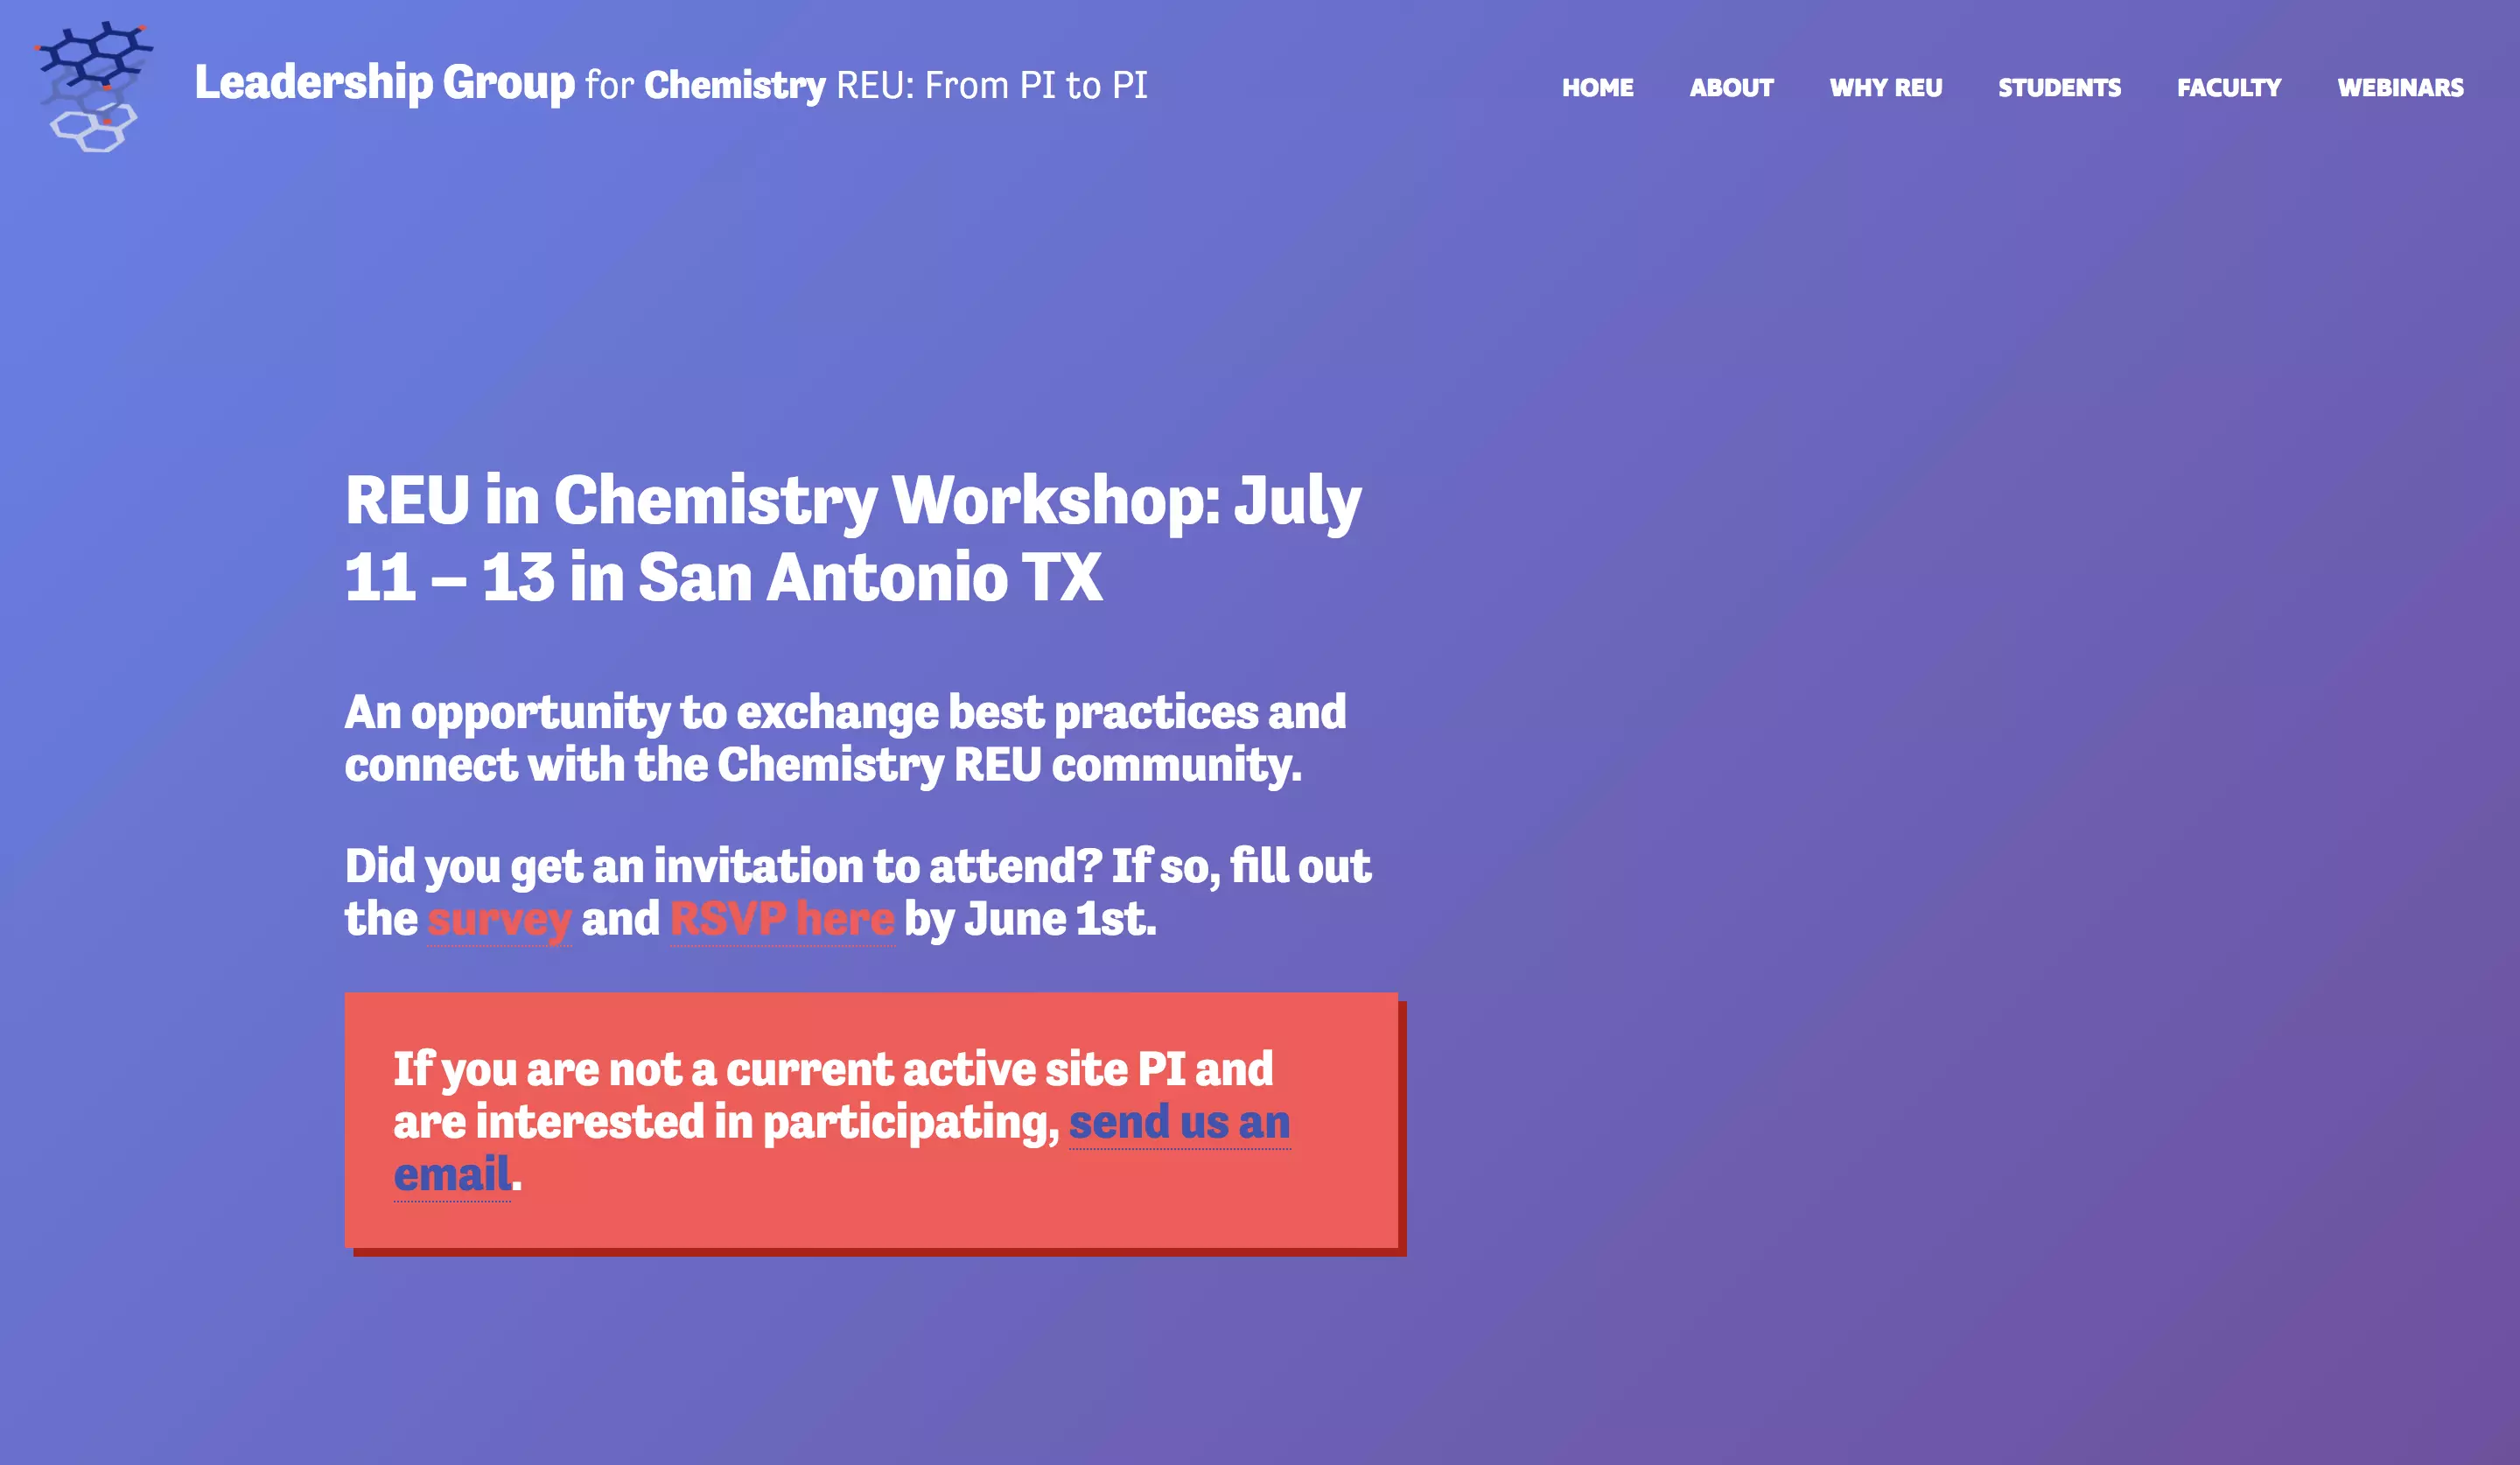 Leadership Group for Chemistry REU: From PI to PI
HOME ABOUT WHY REU STUDENTS FACULTY WEBINARS
REU in Chemistry Workshop: July
11 – 13 in San Antonio TX
An opportunity to exchange best practices and
connect with the Chemistry REU community.
Did you get an invitation to attend? If so, fill out
the survey and RSVP here by June 1st.
If you are not a current active site PI and
are interested in participating, send us an
email.